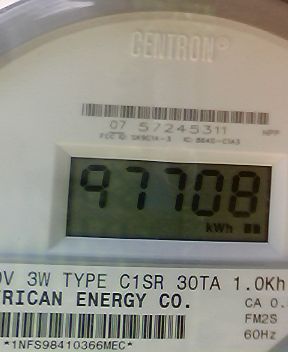 CENTRON®
07 57245311 NPP
97708
kWh
0V 3W TYPE C1SR 30TA 1.0Kh
RICAN ENERGY CO. CA 0.
FM2S
60Hz
*1NFS98410366MEC*